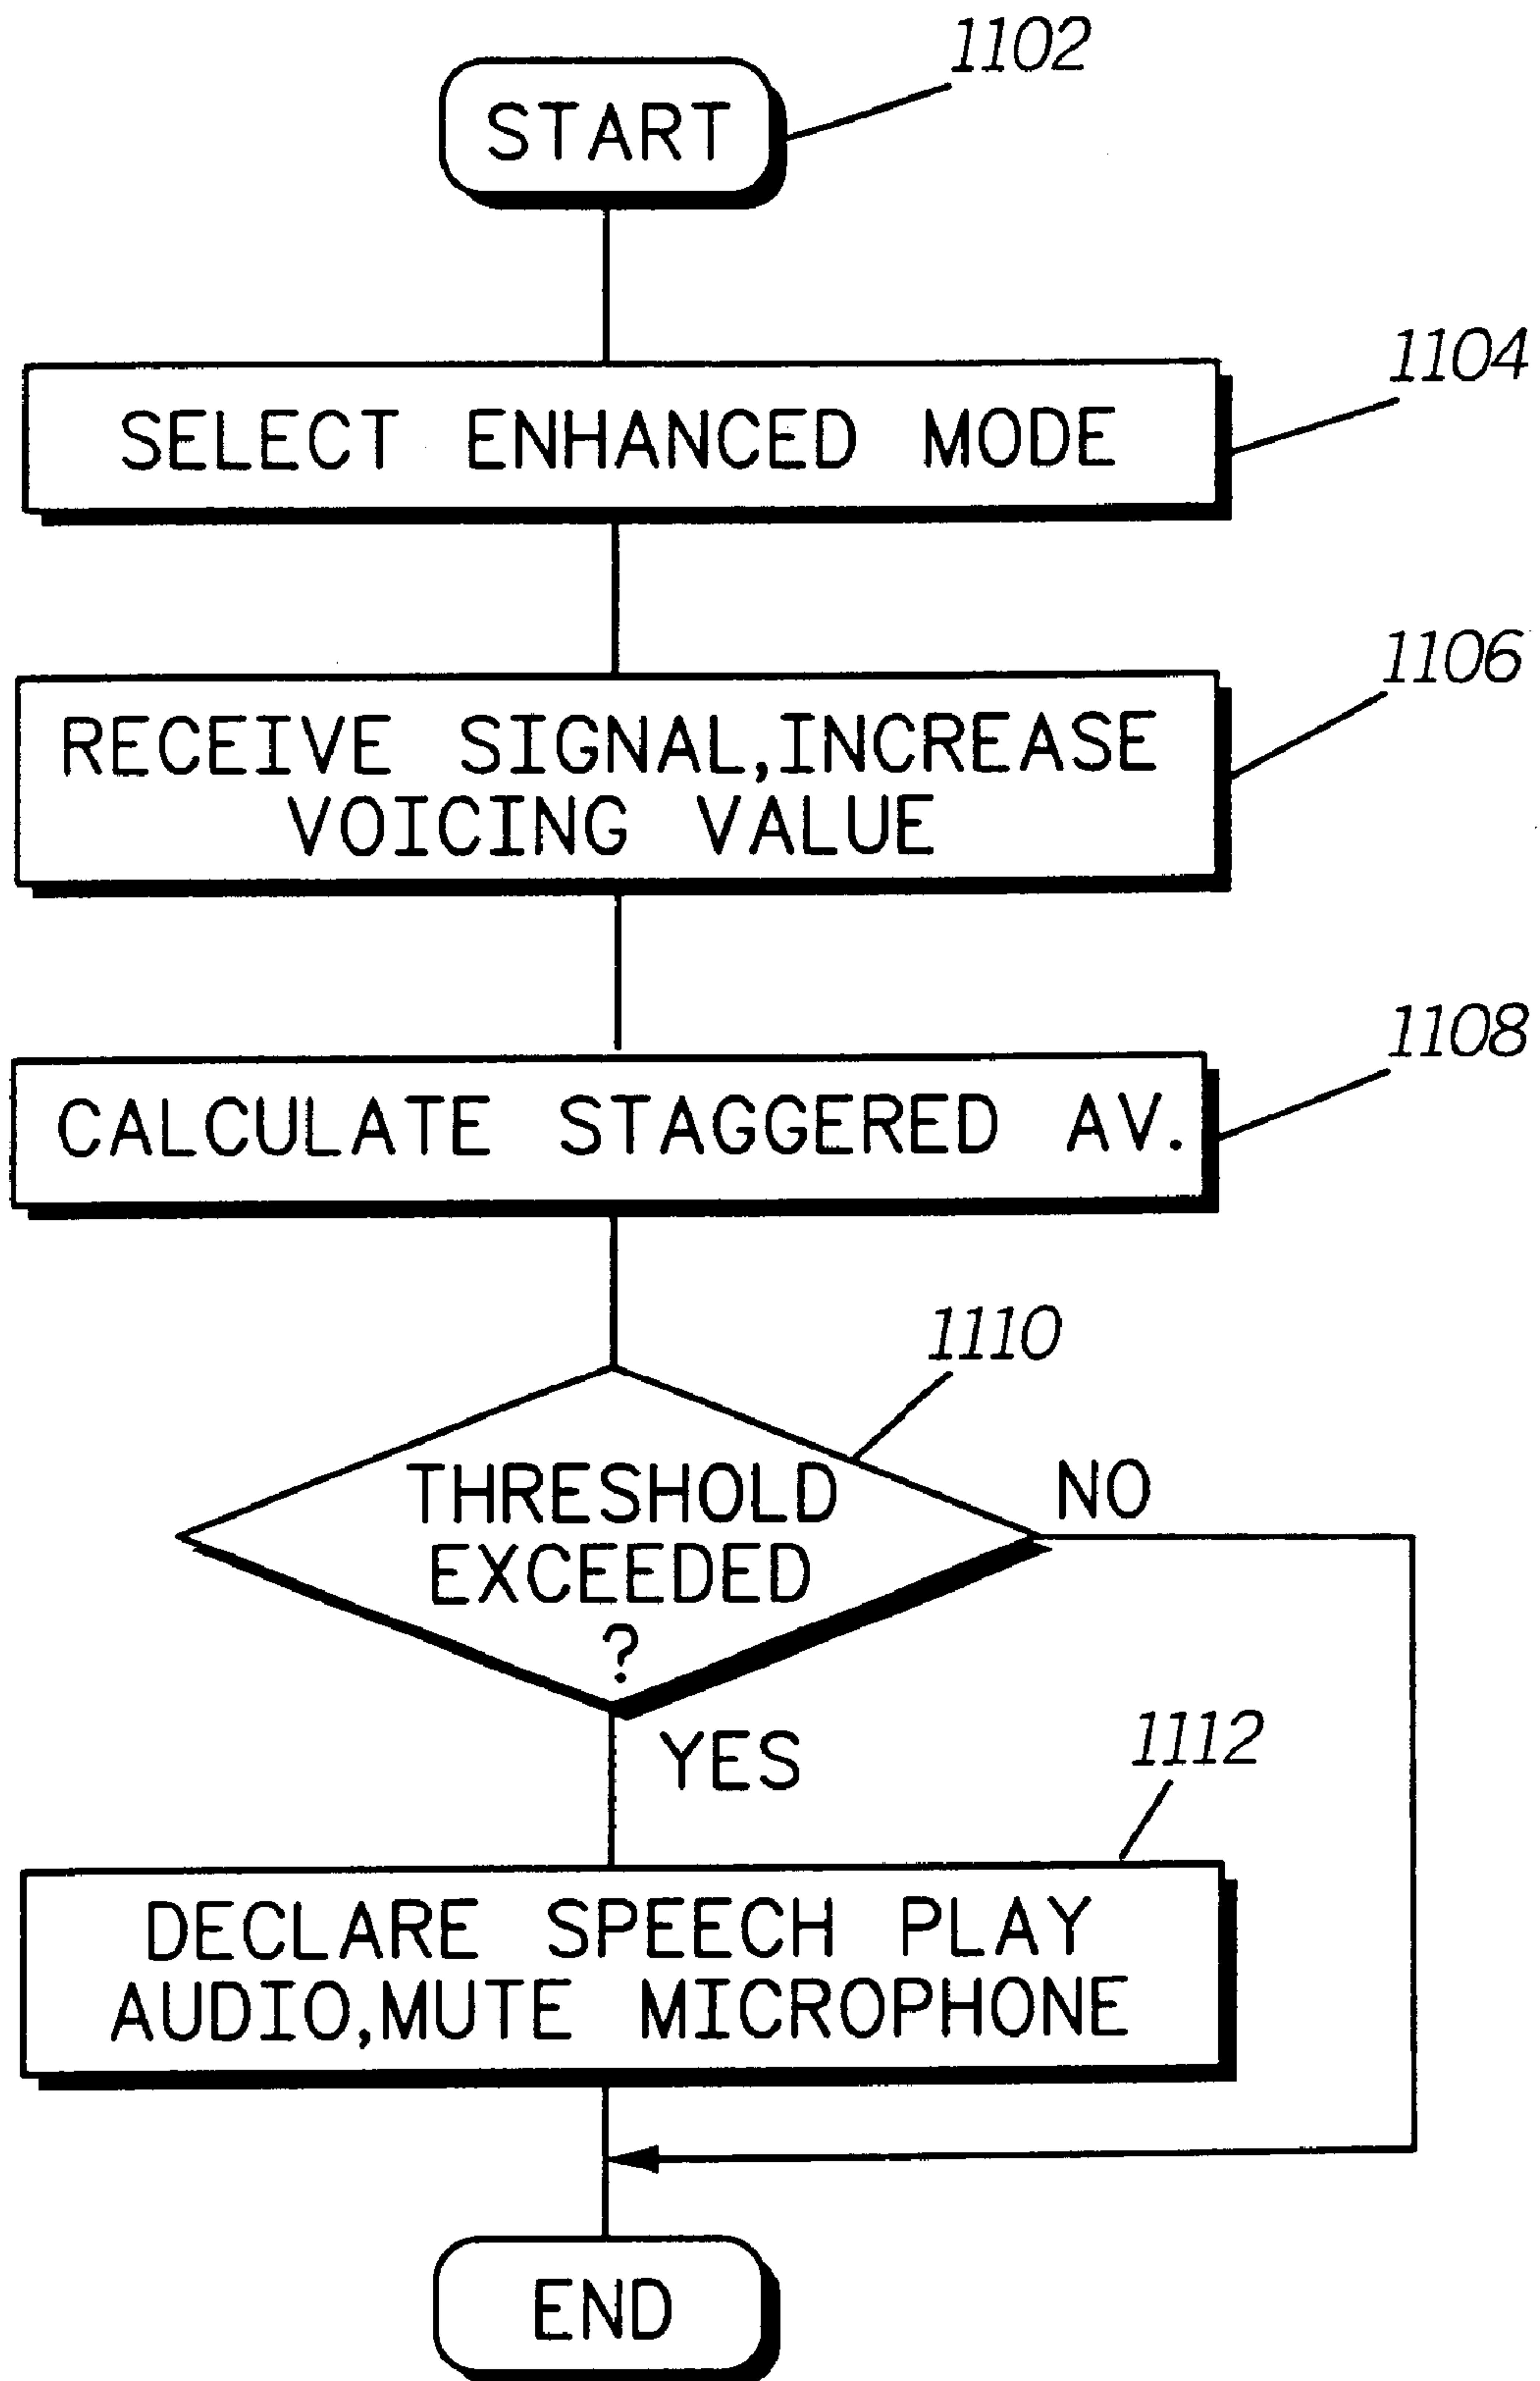 1102
START
1104
SELECT ENHANCED MODE
1106
RECEIVE SIGNAL,INCREASE
VOICING VALUE
1108
CALCULATE STAGGERED AV.
1110
THRESHOLD
EXCEEDED
?
NO
YES
1112
DECLARE SPEECH PLAY
AUDIO,MUTE MICROPHONE
END